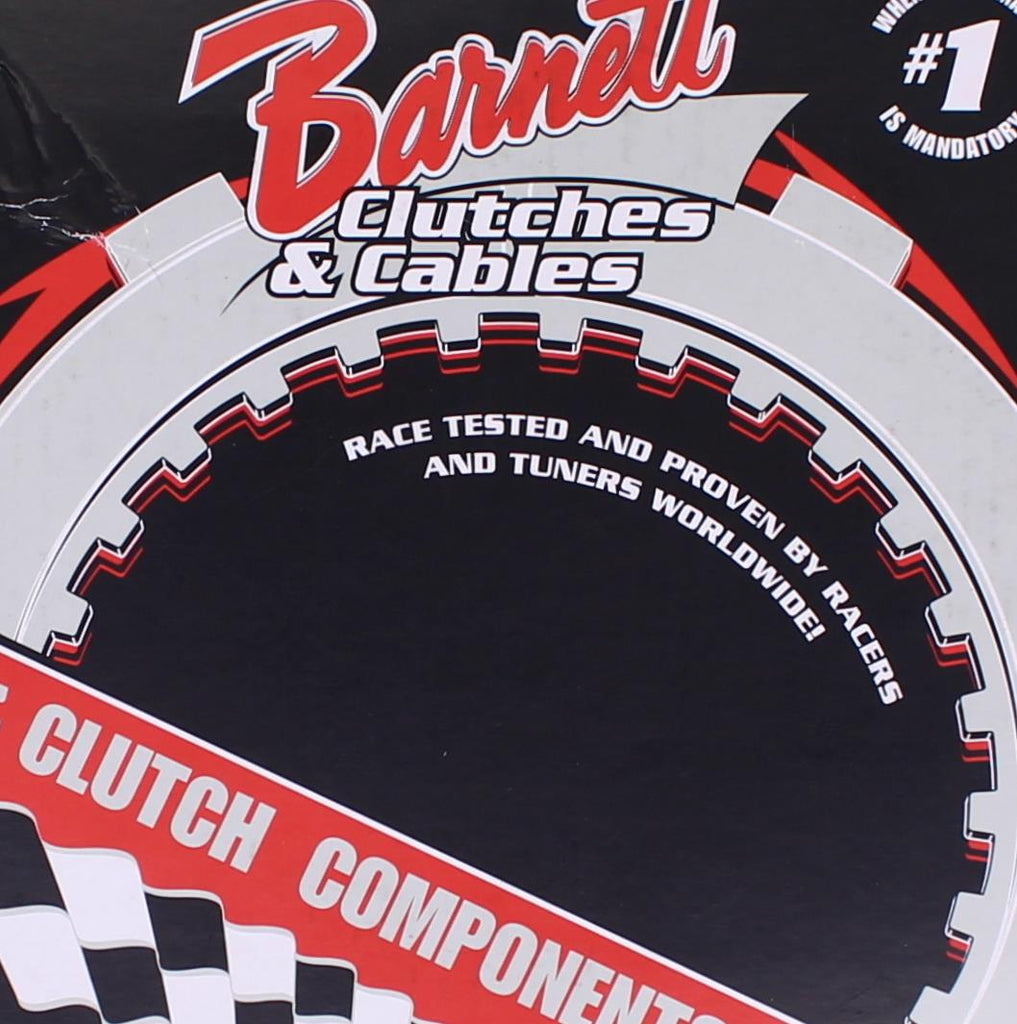 Barnett
Clutches
& Cables
#1
IS MANDATORY
RACE TESTED AND PROVEN BY RACERS
AND TUNERS WORLDWIDE!
CLUTCH COMPONENTS